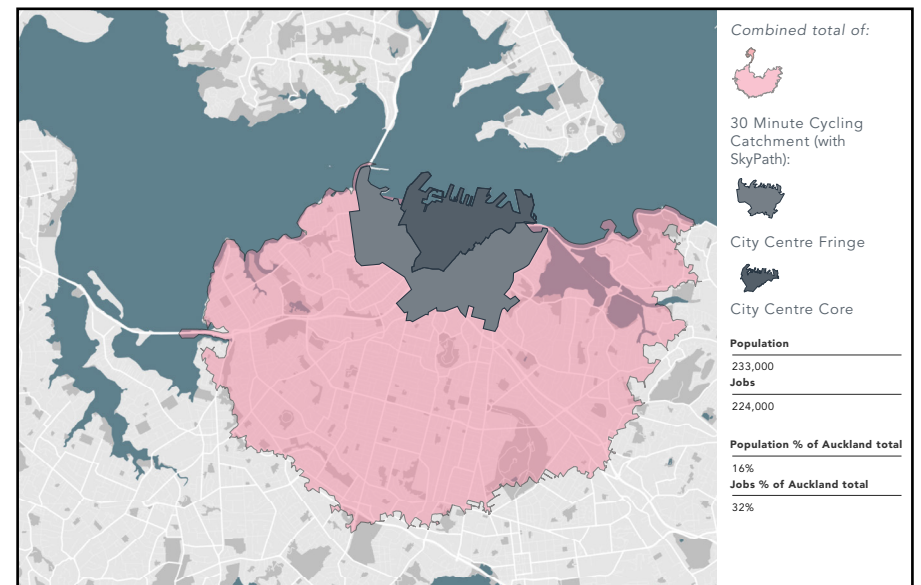 Combined total of:
30 Minute Cycling
Catchment (with
SkyPath):
City Centre Fringe
City Centre Core
Population
233,000
Jobs
224,000
Population % of Auckland total
16%
Jobs % of Auckland total
32%